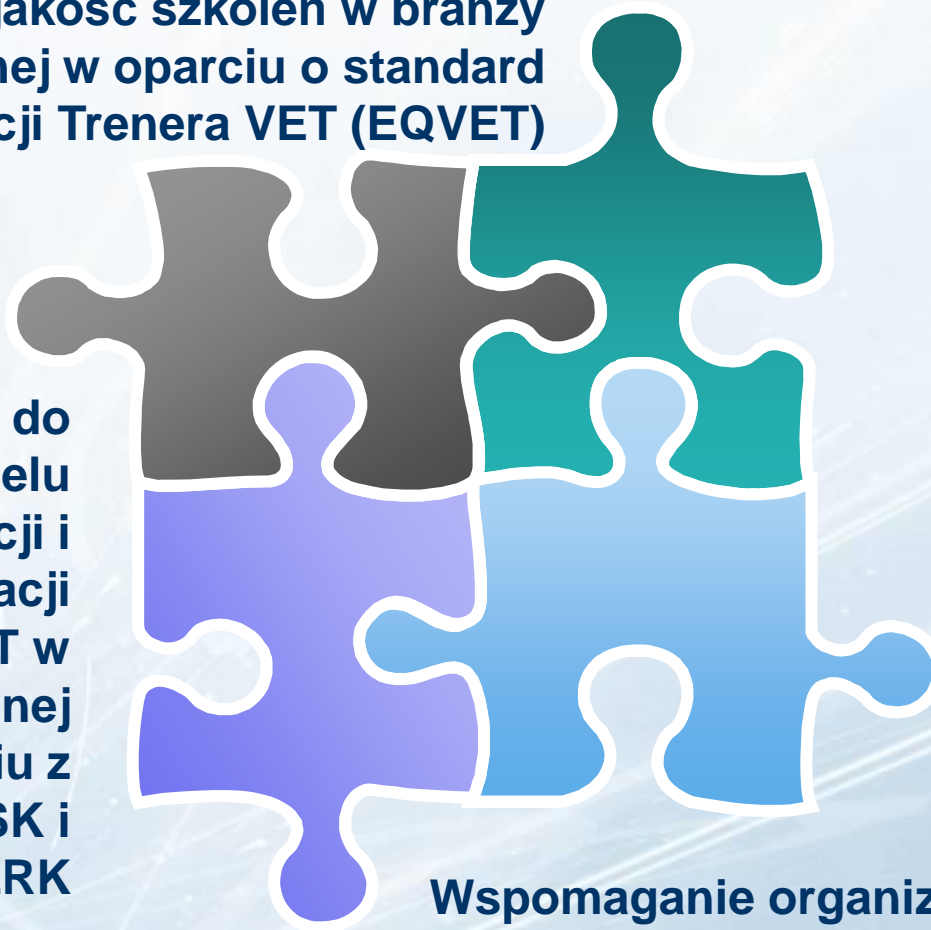 jakość szkoleń w branży
nej w oparciu o standard
cji Trenera VET (EQVET)
do
elu
cji i
acji
T w
nej
iu z
SK i
RK
Wspomaganie organiz